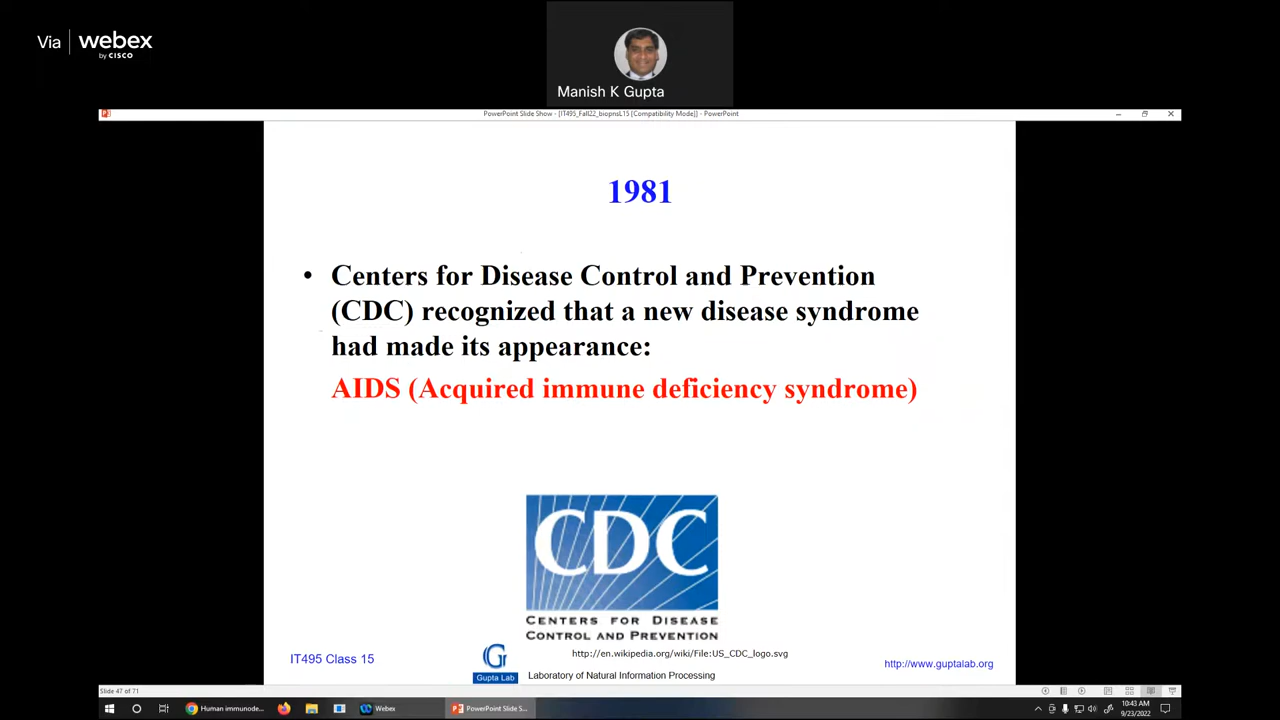 Via webex
by CISCO
Manish K Gupta
PowerPoint Slide Show - [IT495_Fall22_biopnsL15 [Compatibility Mode]] - PowerPoint
1981
• Centers for Disease Control and Prevention
(CDC) recognized that a new disease syndrome
had made its appearance:
AIDS (Acquired immune deficiency syndrome)
CDC
CENTERS FOR DISEASE
CONTROL AND PREVENTION
http://en.wikipedia.org/wiki/File:US_CDC_logo.svg
IT495 Class 15
G
Gupta Lab
Laboratory of Natural Information Processing
http://www.guptalab.org
Slide 47 of 71
Human immunode...
Webex
PowerPoint Slide S...
10:43 AM
9/23/2022